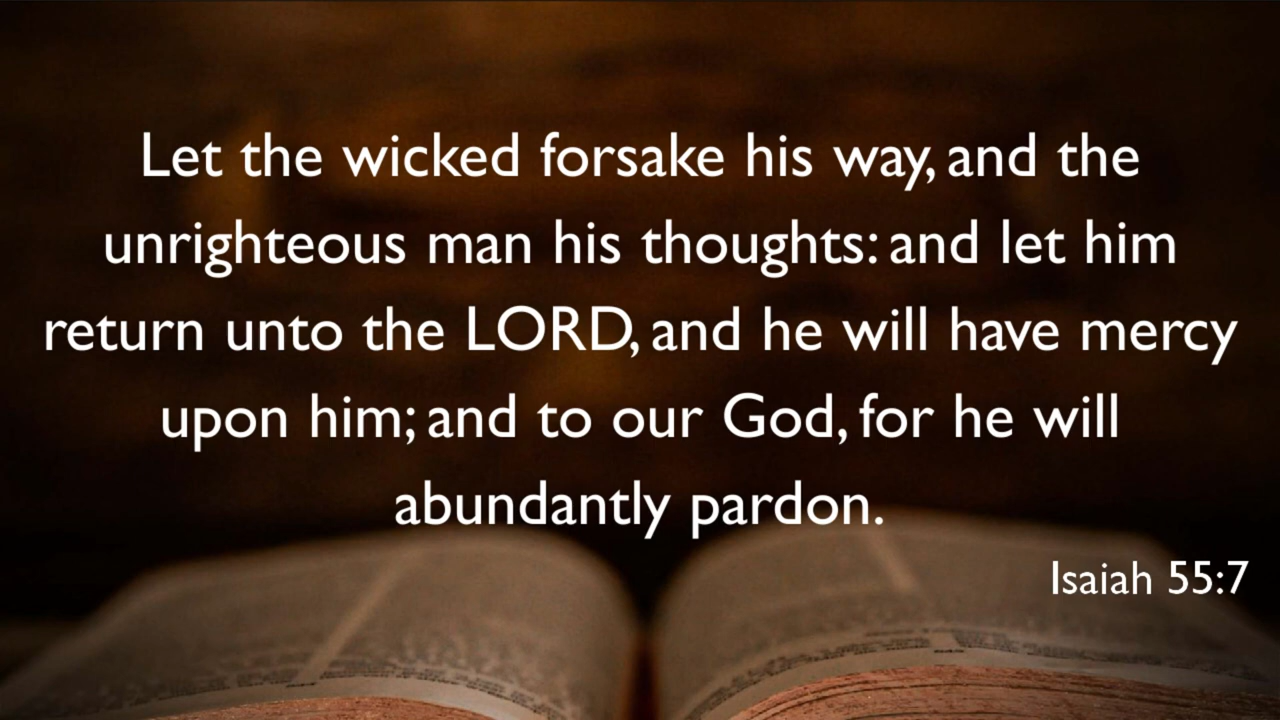 Let the wicked forsake his way, and the
unrighteous man his thoughts: and let him
return unto the LORD, and he will have mercy
upon him; and to our God, for he will
abundantly pardon.
Isaiah 55:7